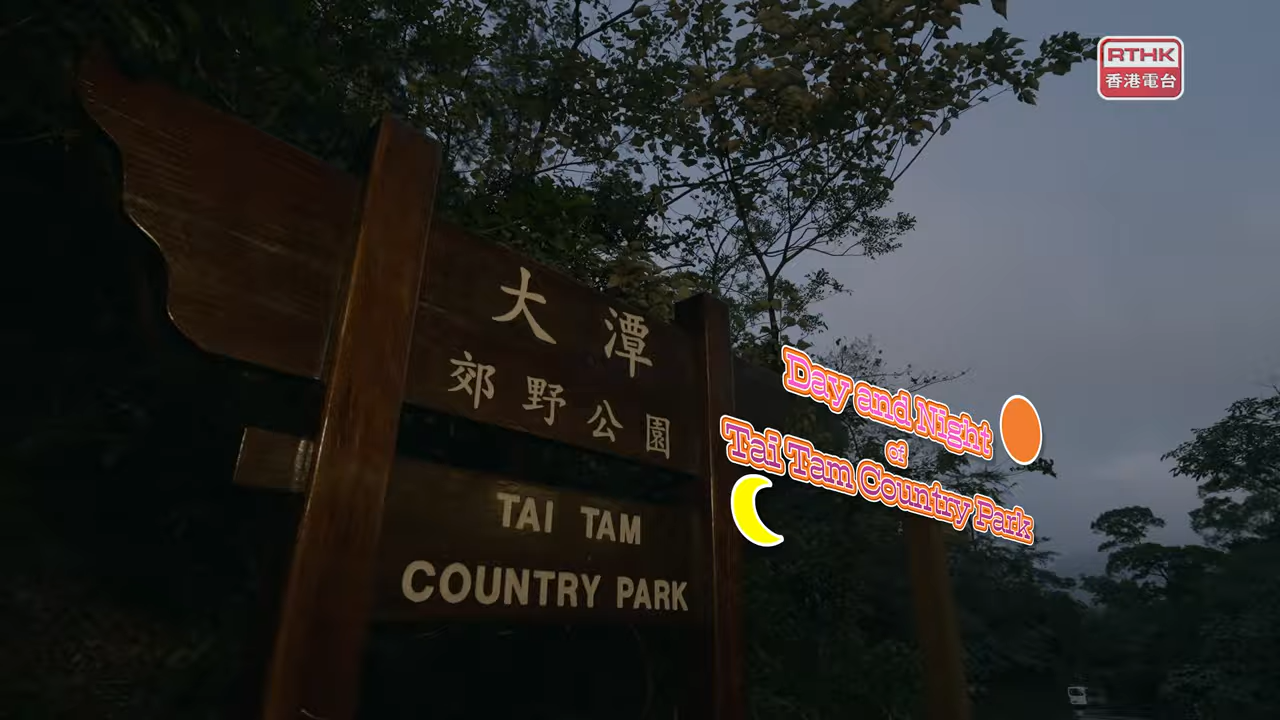 RTHK
香港電台
大潭
郊野公園
TAI TAM
COUNTRY PARK
Day and Night
of
Tai Tam Country Park